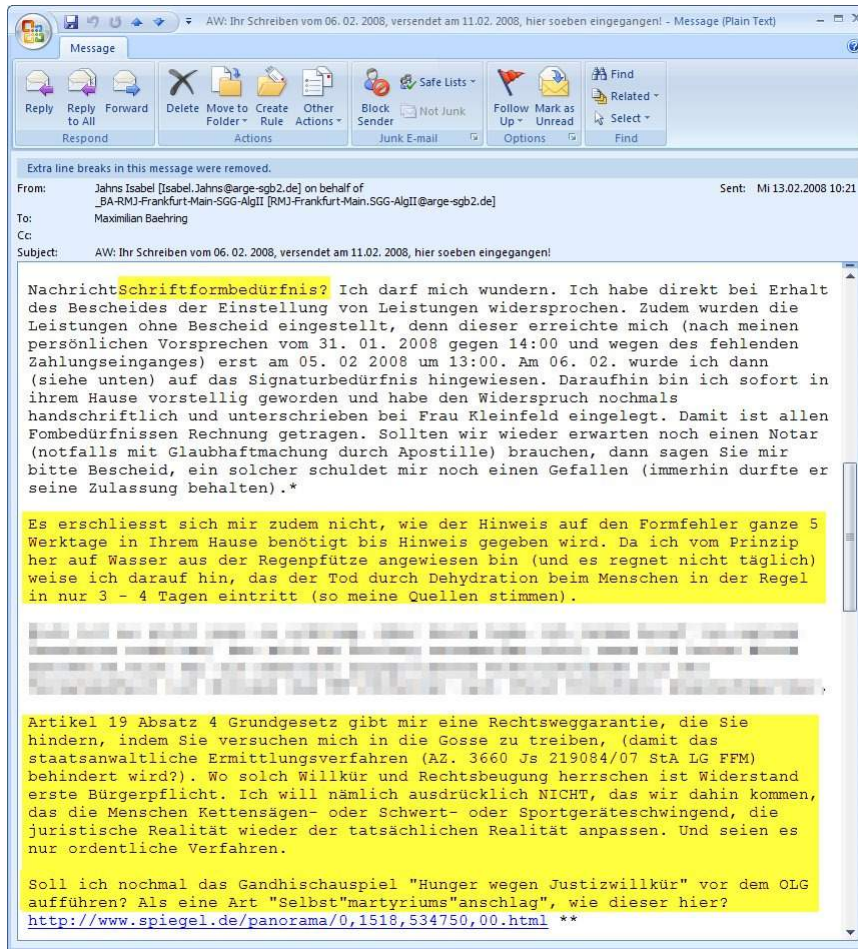 AW: Ihr Schreiben vom 06. 02. 2008, versendet am 11.02. 2008, hier soeben eingegangen! - Message (Plain Text)
Message
Reply
Reply to All
Forward
Delete
Move to Folder
Create Rule
Other Actions
Block Sender
Safe Lists
Not Junk
Follow Up
Mark as Unread
Find
Related
Select
Respond
Actions
Junk E-mail
Options
Find
Extra line breaks in this message were removed.
From: Jahns Isabel [Isabel.Jahns@arge-sgb2.de] on behalf of Sent: Mi 13.02.2008 10:21
_BA-RMJ-Frankfurt-Main-SGG-AlgII [RMJ-Frankfurt-Main.SGG-AlgII@arge-sgb2.de]
To: Maximilian Baehring
Cc:
Subject: AW: Ihr Schreiben vom 06. 02. 2008, versendet am 11.02. 2008, hier soeben eingegangen!
NachrichtSchriftformbedürfnis? Ich darf mich wundern. Ich habe direkt bei Erhalt
des Bescheides der Einstellung von Leistungen widersprochen. Zudem wurden die
Leistungen ohne Bescheid eingestellt, denn dieser erreichte mich (nach meinen
persönlichen Vorsprechen vom 31. 01. 2008 gegen 14:00 und wegen des fehlenden
Zahlungseinganges) erst am 05. 02 2008 um 13:00. Am 06. 02. wurde ich dann
(siehe unten) auf das Signaturbedürfnis hingewiesen. Daraufhin bin ich sofort in
ihrem Hause vorstellig geworden und habe den Widerspruch nochmals
handschriftlich und unterschrieben bei Frau Kleinfeld eingelegt. Damit ist allen
Fombedürfnissen Rechnung getragen. Sollten wir wieder erwarten noch einen Notar
(notfalls mit Glaubhaftmachung durch Apostille) brauchen, dann sagen Sie mir
bitte Bescheid, ein solcher schuldet mir noch einen Gefallen (immerhin durfte er
seine Zulassung behalten).*
Es erschliesst sich mir zudem nicht, wie der Hinweis auf den Formfehler ganze 5
Werktage in Ihrem Hause benötigt bis Hinweis gegeben wird. Da ich vom Prinzip
her auf Wasser aus der Regenpfütze angewiesen bin (und es regnet nicht täglich)
weise ich darauf hin, das der Tod durch Dehydration beim Menschen in der Regel
in nur 3 - 4 Tagen eintritt (so meine Quellen stimmen).
Artikel 19 Absatz 4 Grundgesetz gibt mir eine Rechtsweggarantie, die Sie
hindern, indem Sie versuchen mich in die Gosse zu treiben, (damit das
staatsanwaltliche Ermittlungsverfahren (AZ. 3660 Js 219084/07 StA LG FFM)
behindert wird?). Wo solch Willkür und Rechtsbeugung herrschen ist Widerstand
erste Bürgerpflicht. Ich will nämlich ausdrücklich NICHT, das wir dahin kommen,
das die Menschen Kettensägen- oder Schwert- oder Sportgeräteschwingend, die
juristische Realität wieder der tatsächlichen Realität anpassen. Und seien es
nur ordentliche Verfahren.
Soll ich nochmal das Gandhischauspiel "Hunger wegen Justizwillkür" vor dem OLG
aufführen? Als eine Art "Selbst"martyriums"anschlag", wie dieser hier?
http://www.spiegel.de/panorama/0,1518,534750,00.html **